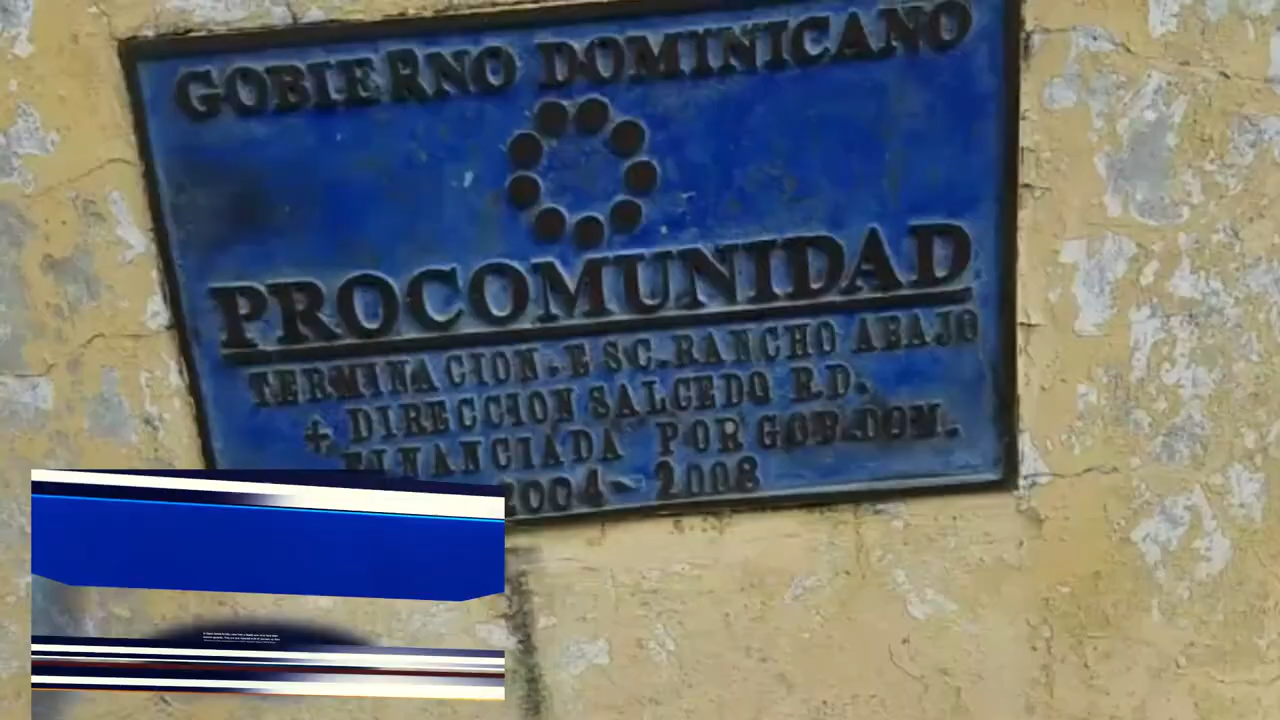 GOBIERNO DOMINICANO
PROCOMUNIDAD
TERMINACION. ESC. RANCHO ABAJO
+ DIRECCION SALCEDO R.D.
FINANCIADA POR GOB. DOM.
2004-2008